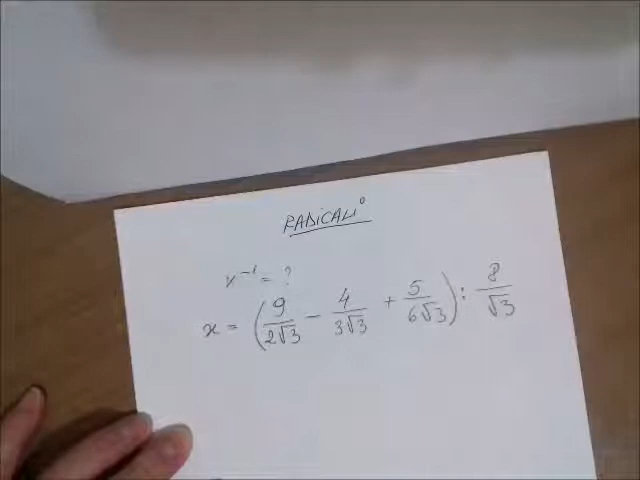 RADICALI
x⁻¹ = ?
x = (9/2√3 - 4/3√3 + 5/6√3) : 8/√3